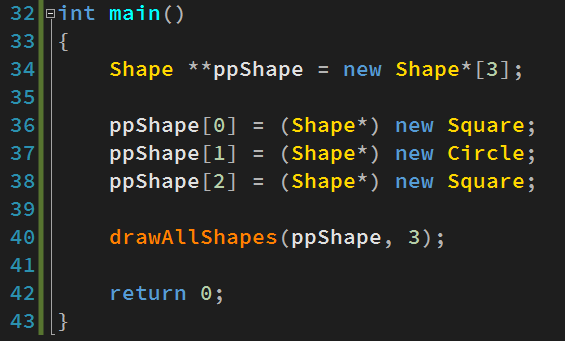 32 int main()
33 {
34     Shape **ppShape = new Shape*[3];
35
36     ppShape[0] = (Shape*) new Square;
37     ppShape[1] = (Shape*) new Circle;
38     ppShape[2] = (Shape*) new Square;
39
40     drawAllShapes(ppShape, 3);
41
42     return 0;
43 }